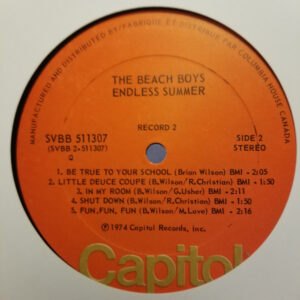 MANUFACTURED AND DISTRIBUTED BY/FABRIQUÉ ET DISTRIBUÉ PAR COLUMBIA HOUSE CANADA
THE BEACH BOYS
ENDLESS SUMMER
RECORD 2
SVBB 511307
(SVBB 2-511307)
Q
SIDE 2
STEREO
1. BE TRUE TO YOUR SCHOOL (Brian Wilson) BMI - 2:05
2. LITTLE DEUCE COUPE (B.Wilson/R.Christian) BMI - 1:50
3. IN MY ROOM (B.Wilson/G.Usher) BMI - 2:11
4. SHUT DOWN (B.Wilson/R.Christian) BMI - 1:50
5. FUN,FUN, FUN (B.Wilson/M.Love) BMI - 2:16
℗1974 Capitol Records, Inc.
Capitol